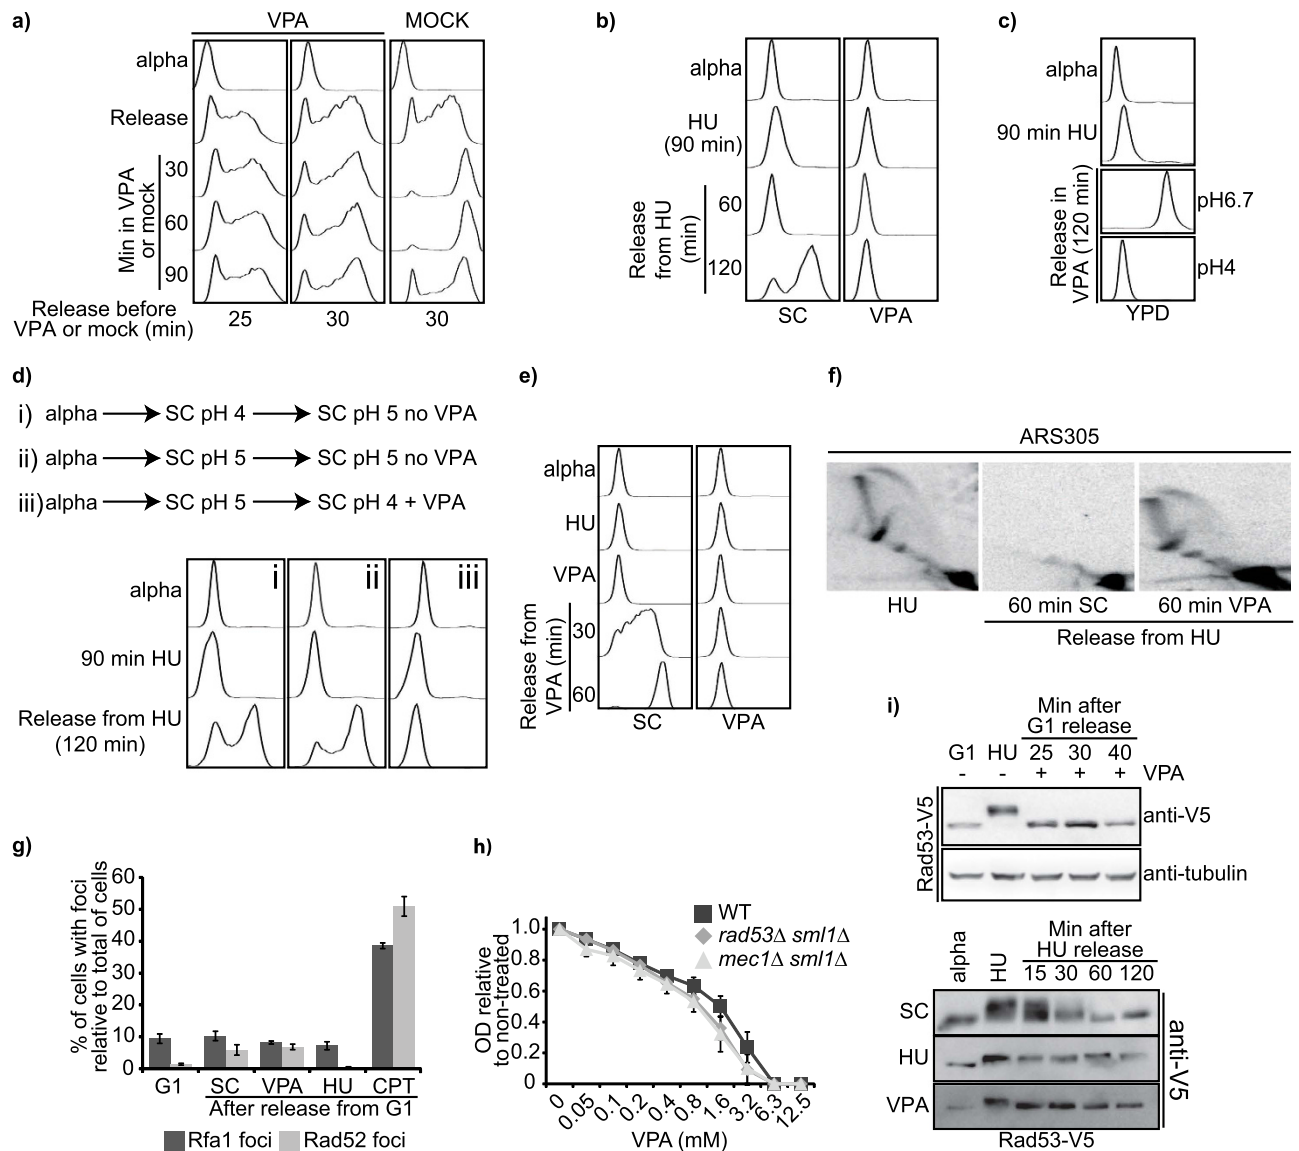 a)
VPA
MOCK
alpha
Release
Min in VPA
or mock
30
60
90
Release before
VPA or mock (min)
25
30
30
b)
alpha
HU
(90 min)
Release
from HU
(min)
60
120
SC
VPA
c)
alpha
90 min HU
Release in
VPA (120 min)
pH6.7
pH4
YPD
d)
i) alpha SC pH 4 SC pH 5 no VPA
ii) alpha SC pH 5 SC pH 5 no VPA
iii) alpha SC pH 5 SC pH 4 + VPA
i
ii
iii
alpha
90 min HU
Release from HU
(120 min)
e)
alpha
HU
VPA
Release from
VPA (min)
30
60
SC
VPA
f)
ARS305
HU
60 min SC
60 min VPA
Release from HU
g)
% of cells with foci
relative to total of cells
60
50
40
30
20
10
0
G1
SC
VPA
HU
CPT
After release from G1
Rfa1 foci
Rad52 foci
h)
WT
rad53Δ sml1Δ
mec1Δ sml1Δ
OD relative
to non-treated
1.0
0.8
0.6
0.4
0.2
0
0
0.05
0.1
0.2
0.4
0.8
1.6
3.2
6.3
12.5
VPA (mM)
i)
Min after
G1 release
G1 HU 25 30 40
- - + + + VPA
Rad53-V5
anti-V5
anti-tubulin
Min after
HU release
alpha
HU
15 30 60 120
SC
HU
VPA
anti-V5
Rad53-V5